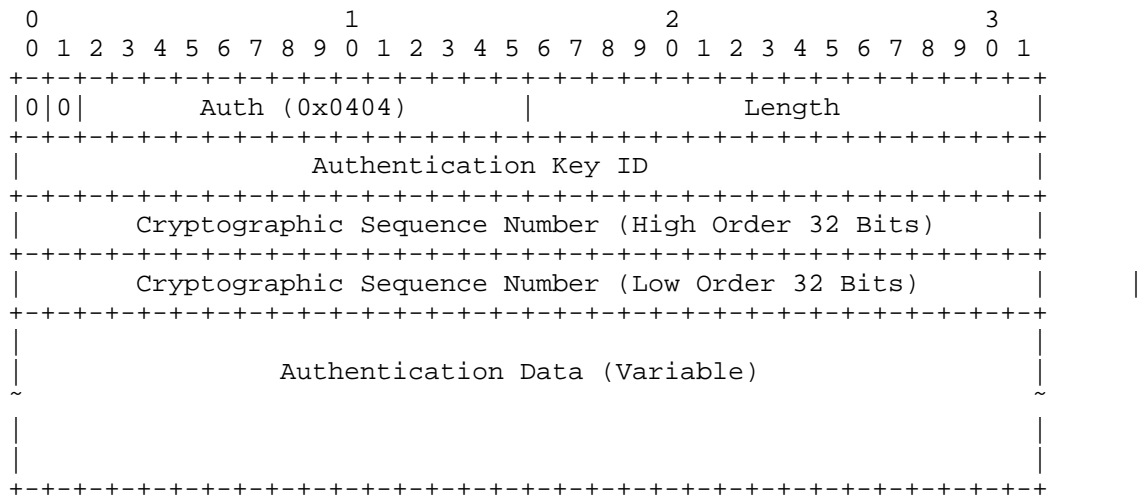 0                   1                   2                   3
 0 1 2 3 4 5 6 7 8 9 0 1 2 3 4 5 6 7 8 9 0 1 2 3 4 5 6 7 8 9 0 1
+-+-+-+-+-+-+-+-+-+-+-+-+-+-+-+-+-+-+-+-+-+-+-+-+-+-+-+-+-+-+-+-+
|0|0|       Auth (0x0404)       |             Length            |
+-+-+-+-+-+-+-+-+-+-+-+-+-+-+-+-+-+-+-+-+-+-+-+-+-+-+-+-+-+-+-+-+
|                  Authentication Key ID                        |
+-+-+-+-+-+-+-+-+-+-+-+-+-+-+-+-+-+-+-+-+-+-+-+-+-+-+-+-+-+-+-+-+
|       Cryptographic Sequence Number (High Order 32 Bits)      |
+-+-+-+-+-+-+-+-+-+-+-+-+-+-+-+-+-+-+-+-+-+-+-+-+-+-+-+-+-+-+-+-+
|       Cryptographic Sequence Number (Low Order 32 Bits)       |     |
+-+-+-+-+-+-+-+-+-+-+-+-+-+-+-+-+-+-+-+-+-+-+-+-+-+-+-+-+-+-+-+-+
|                                                               |
|                Authentication Data (Variable)                 |
~                                                               ~
|                                                               |
|                                                               |
+-+-+-+-+-+-+-+-+-+-+-+-+-+-+-+-+-+-+-+-+-+-+-+-+-+-+-+-+-+-+-+-+